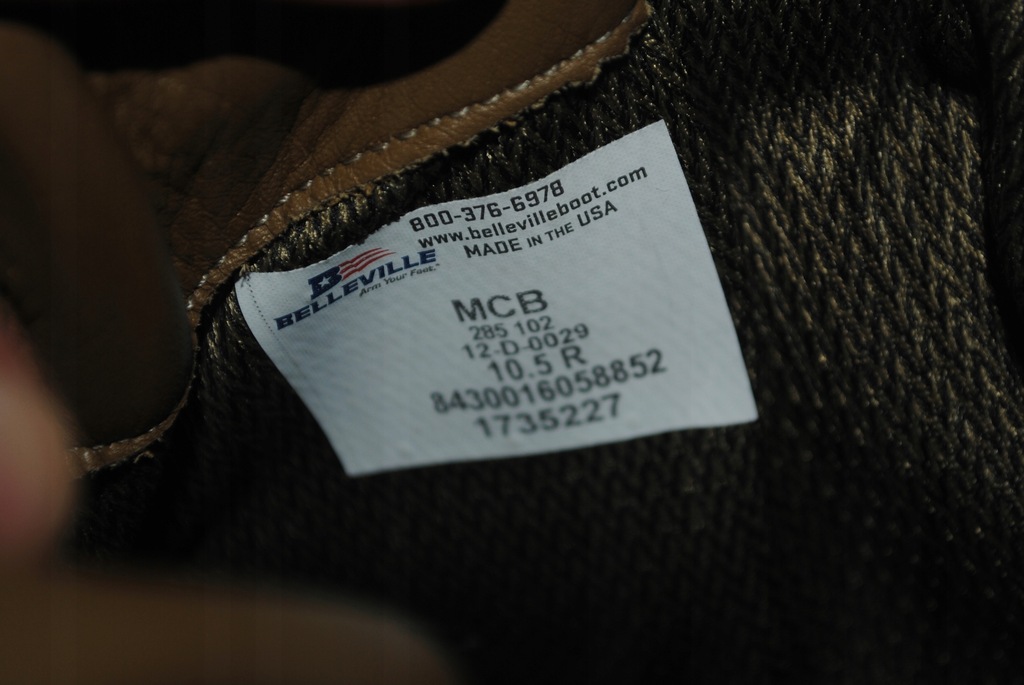 800-376-6978
www.bellevilleboot.com
MADE IN THE USA
BELLEVILLE
Arm Your Feet.™
MCB
285 102
12-D-0029
10.5 R
8430016058852
1735227